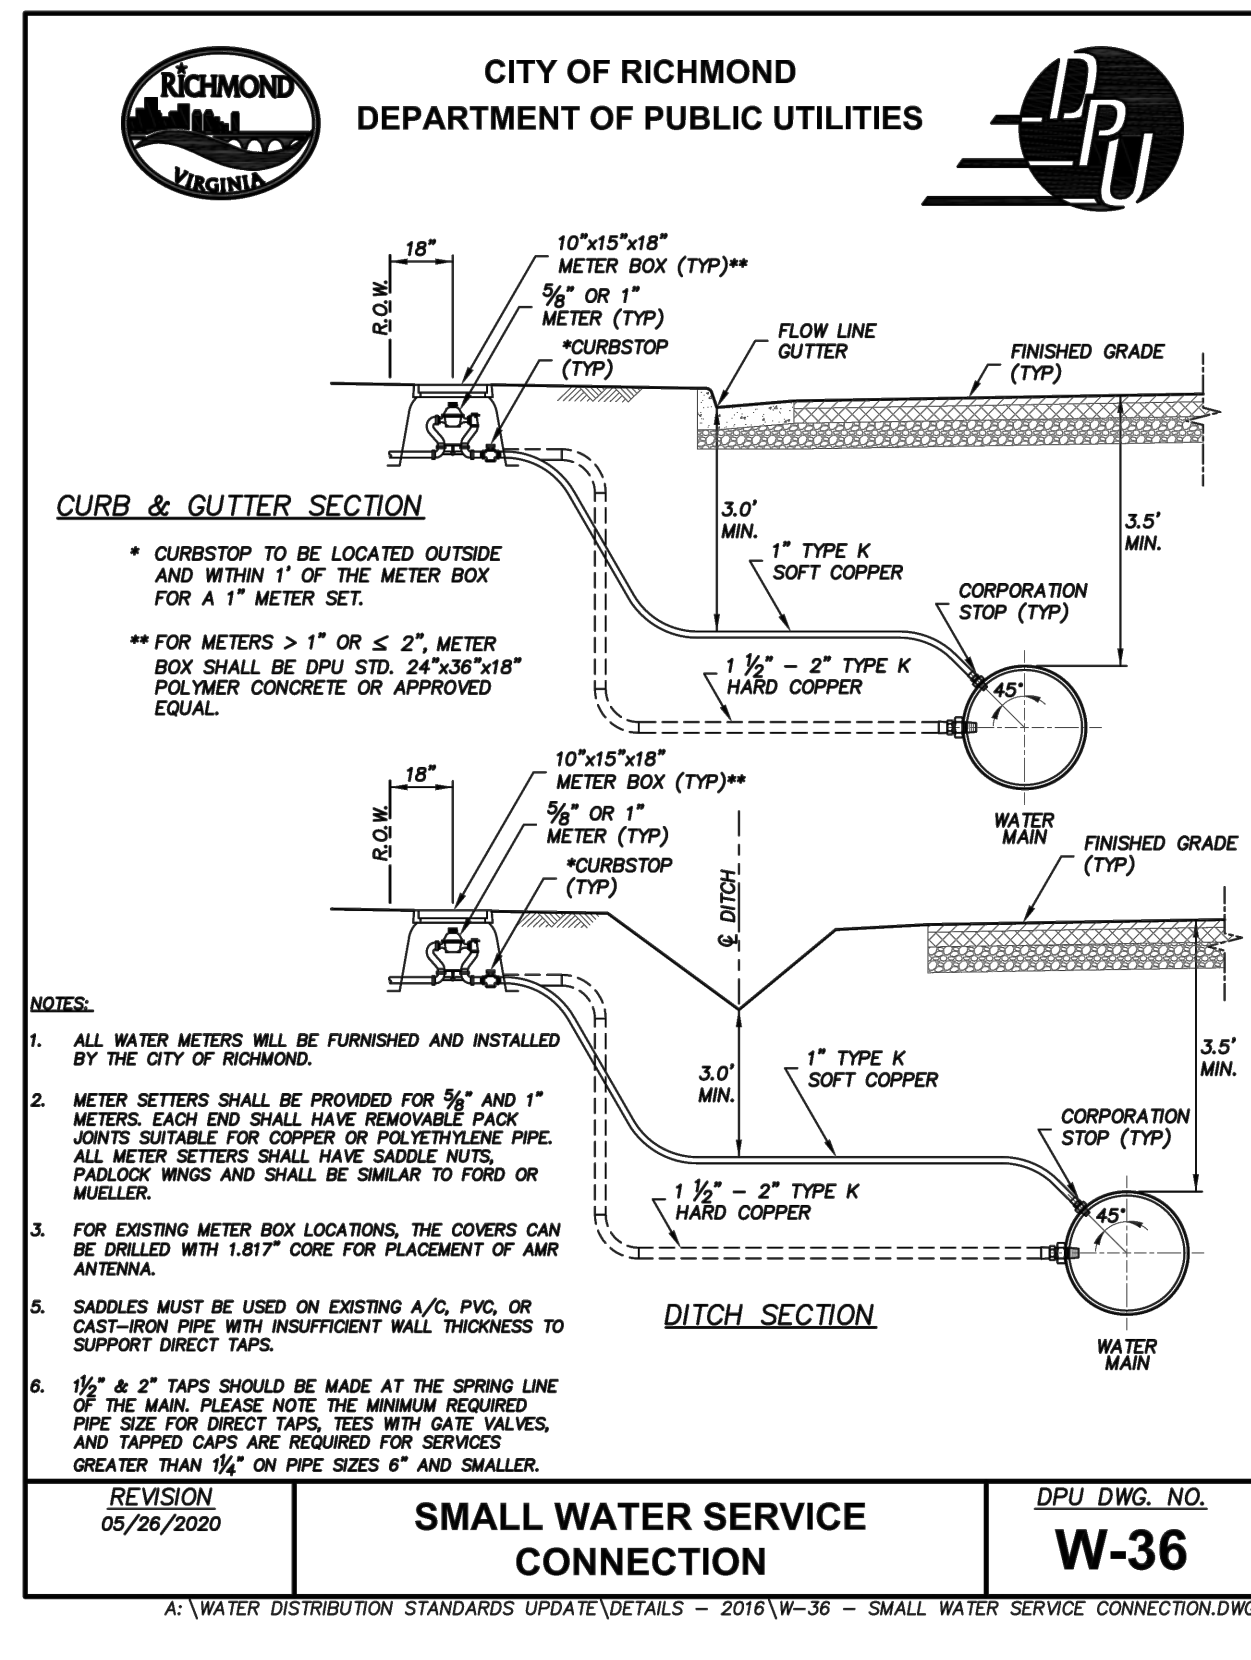 RICHMOND
VIRGINIA
CITY OF RICHMOND
DEPARTMENT OF PUBLIC UTILITIES
DPU
18"
R.O.W.
10"x15"x18"
METER BOX (TYP)**
5/8" OR 1"
METER (TYP)
*CURBSTOP
(TYP)
FLOW LINE
GUTTER
FINISHED GRADE
(TYP)
CURB & GUTTER SECTION
3.0'
MIN.
3.5'
MIN.
1" TYPE K
SOFT COPPER
CORPORATION
STOP (TYP)
45°
1 1/2" - 2" TYPE K
HARD COPPER
WATER
MAIN
* CURBSTOP TO BE LOCATED OUTSIDE
AND WITHIN 1' OF THE METER BOX
FOR A 1" METER SET.
** FOR METERS > 1" OR ≤ 2", METER
BOX SHALL BE DPU STD. 24"x36"x18"
POLYMER CONCRETE OR APPROVED
EQUAL.
18"
R.O.W.
10"x15"x18"
METER BOX (TYP)**
5/8" OR 1"
METER (TYP)
*CURBSTOP
(TYP)
℄ DITCH
FINISHED GRADE
(TYP)
3.0'
MIN.
3.5'
MIN.
1" TYPE K
SOFT COPPER
CORPORATION
STOP (TYP)
45°
1 1/2" - 2" TYPE K
HARD COPPER
DITCH SECTION
WATER
MAIN
NOTES:
1. ALL WATER METERS WILL BE FURNISHED AND INSTALLED
BY THE CITY OF RICHMOND.
2. METER SETTERS SHALL BE PROVIDED FOR 5/8" AND 1"
METERS. EACH END SHALL HAVE REMOVABLE PACK
JOINTS SUITABLE FOR COPPER OR POLYETHYLENE PIPE.
ALL METER SETTERS SHALL HAVE SADDLE NUTS,
PADLOCK WINGS AND SHALL BE SIMILAR TO FORD OR
MUELLER.
3. FOR EXISTING METER BOX LOCATIONS, THE COVERS CAN
BE DRILLED WITH 1.817" CORE FOR PLACEMENT OF AMR
ANTENNA.
5. SADDLES MUST BE USED ON EXISTING A/C, PVC, OR
CAST-IRON PIPE WITH INSUFFICIENT WALL THICKNESS TO
SUPPORT DIRECT TAPS.
6. 1 1/2" & 2" TAPS SHOULD BE MADE AT THE SPRING LINE
OF THE MAIN. PLEASE NOTE THE MINIMUM REQUIRED
PIPE SIZE FOR DIRECT TAPS, TEES WITH GATE VALVES,
AND TAPPED CAPS ARE REQUIRED FOR SERVICES
GREATER THAN 1 1/4" ON PIPE SIZES 6" AND SMALLER.
REVISION
05/26/2020
SMALL WATER SERVICE
CONNECTION
DPU DWG. NO.
W-36
A: \WATER DISTRIBUTION STANDARDS UPDATE\DETAILS - 2016\W-36 - SMALL WATER SERVICE CONNECTION.DWG